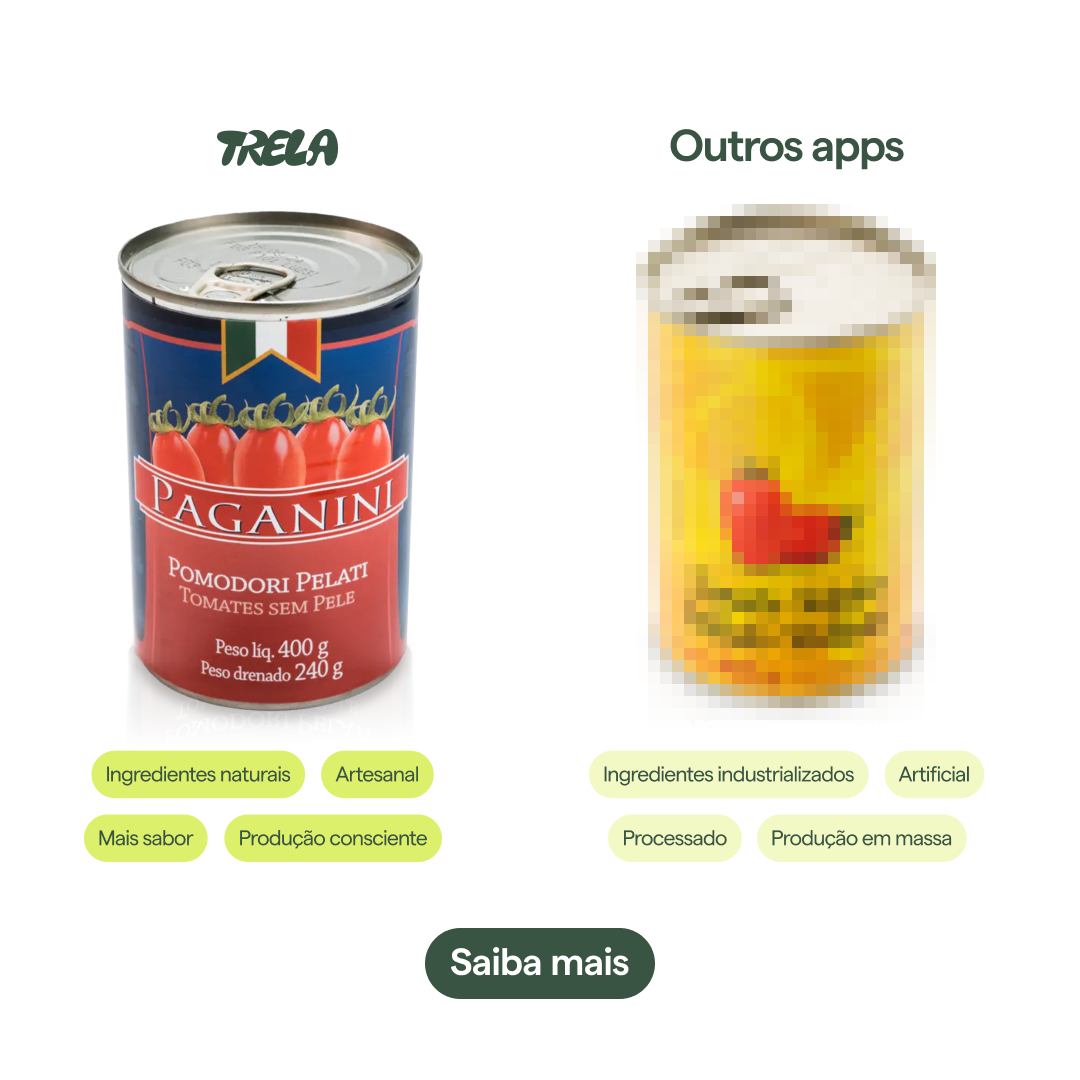 TRELA
Outros apps
PAGANINI
POMODORI PELATI
TOMATES SEM PELE
Peso líq. 400 g
Peso drenado 240 g
Ingredientes naturais
Artesanal
Mais sabor
Produção consciente
Ingredientes industrializados
Artificial
Processado
Produção em massa
Saiba mais